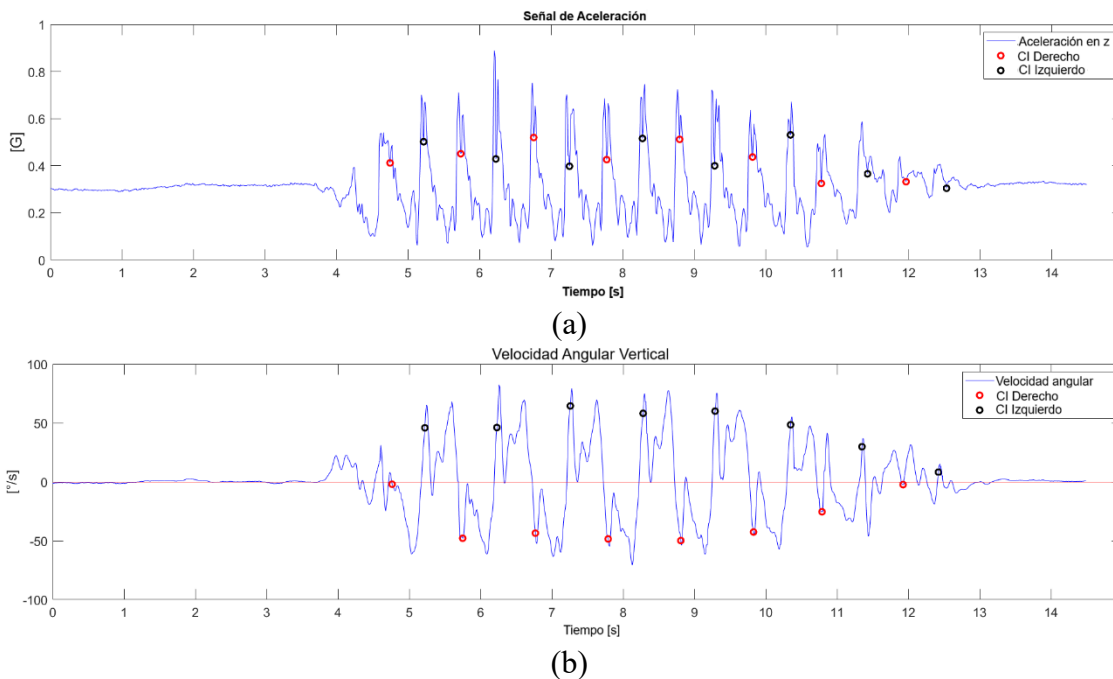 Señal de Aceleración
1
0.8
0.6
0.4
0.2
0
[G]
Aceleración en z
CI Derecho
CI Izquierdo
0 1 2 3 4 5 6 7 8 9 10 11 12 13 14
Tiempo [s]
(a)
Velocidad Angular Vertical
100
50
0
-50
-100
[°/s]
Velocidad angular
CI Derecho
CI Izquierdo
0 1 2 3 4 5 6 7 8 9 10 11 12 13 14
Tiempo [s]
(b)